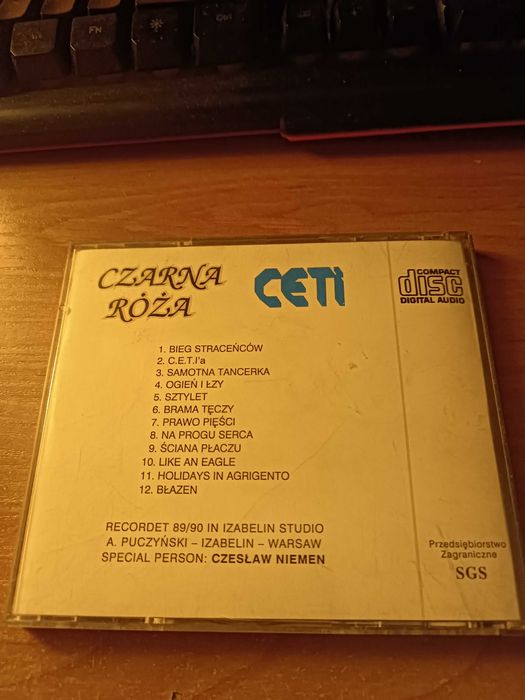 FN
Ctrl
CZARNA
RÓŻA
CETI
COMPACT
disc
DIGITAL AUDIO
1. BIEG STRACEŃCÓW
2. C.E.T.I'a
3. SAMOTNA TANCERKA
4. OGIEŃ I ŁZY
5. SZTYLET
6. BRAMA TĘCZY
7. PRAWO PIĘŚCI
8. NA PROGU SERCA
9. ŚCIANA PŁACZU
10. LIKE AN EAGLE
11. HOLIDAYS IN AGRIGENTO
12. BŁAZEN
RECORDET 89/90 IN IZABELIN STUDIO
A. PUCZYŃSKI – IZABELIN – WARSAW
SPECIAL PERSON: CZESŁAW NIEMEN
Przedsiębiorstwo
Zagraniczne
SGS